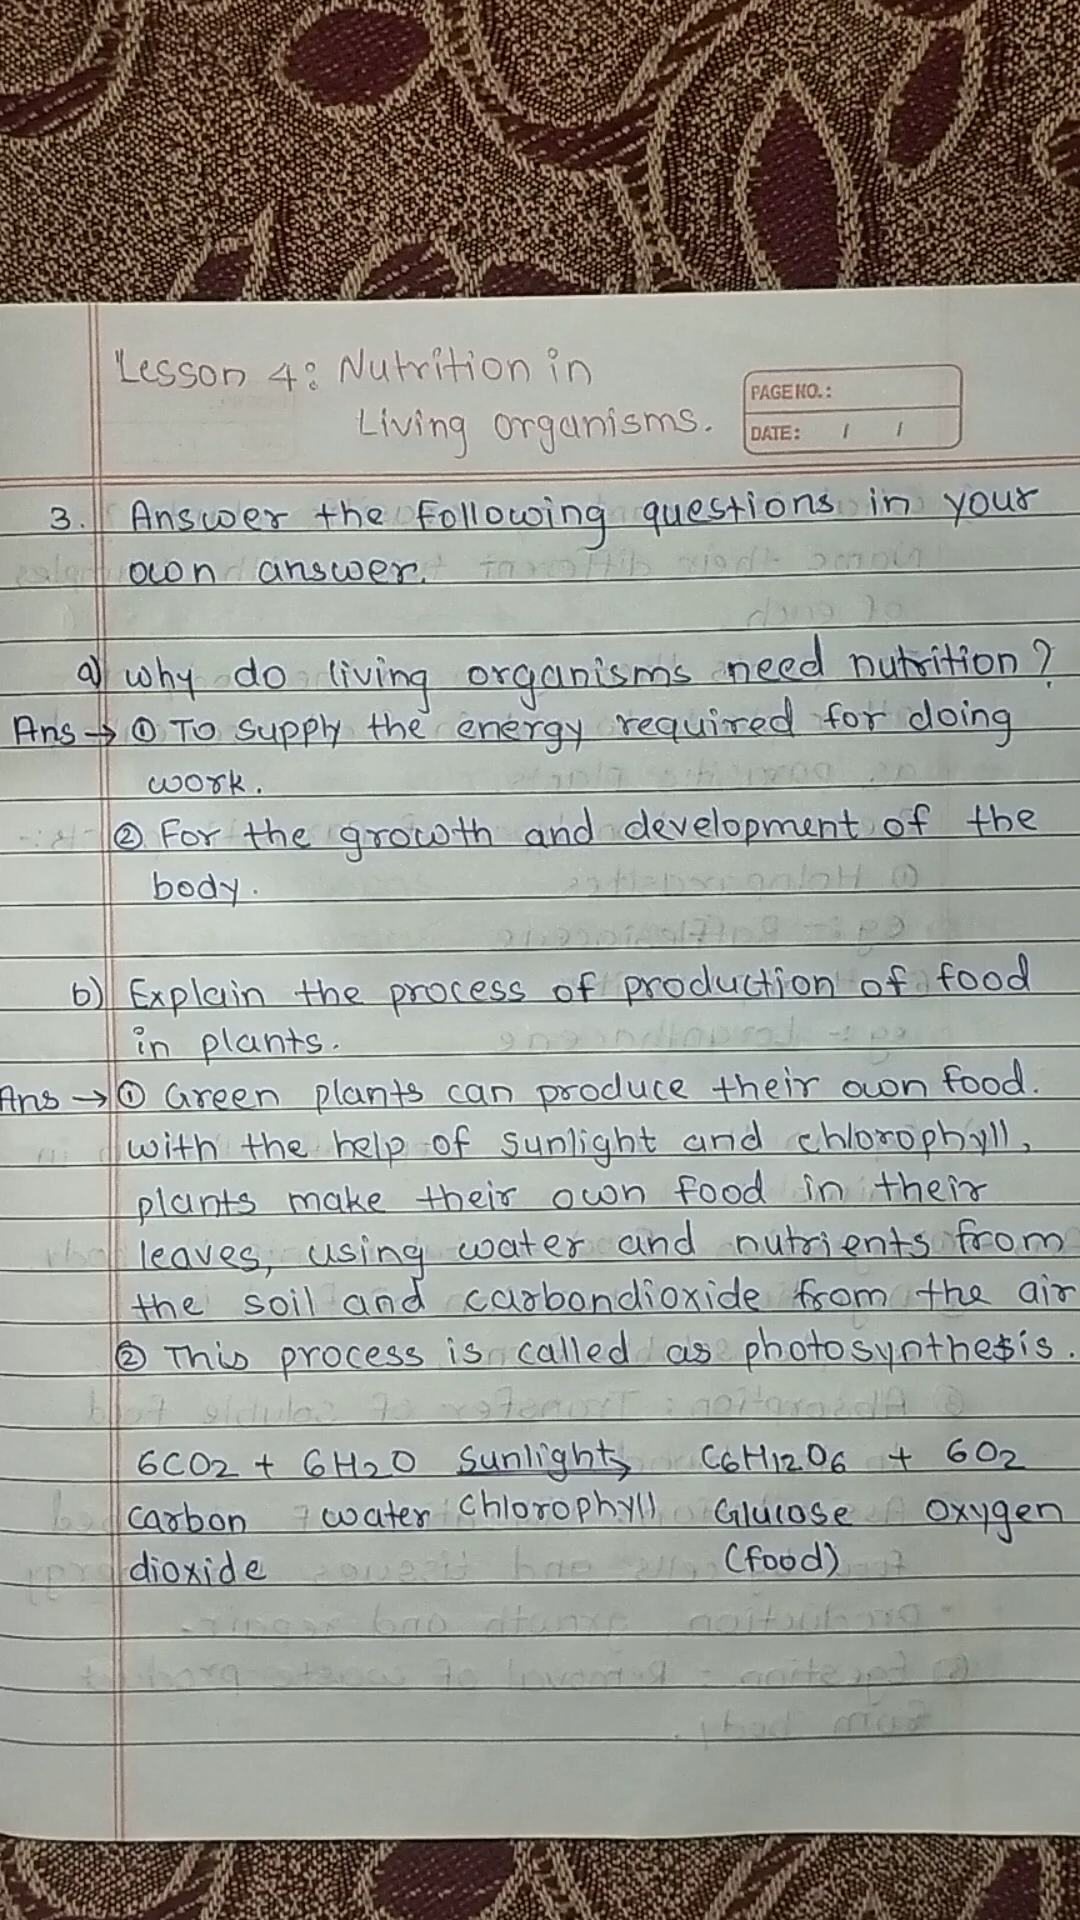 Lesson 4: Nutrition in
Living organisms.
PAGE NO.:
DATE: / /
3. Answer the following questions in your
own answer.
a) why do living organisms need nutrition?
Ans → ① To supply the energy required for doing
work.
② For the growth and development of the
body.
b) Explain the process of production of food
in plants.
Ans → ① Green plants can produce their own food.
with the help of sunlight and chlorophyll,
plants make their own food in their
leaves, using water and nutrients from
the soil and carbondioxide from the air
② This process is called as photosynthesis.
6CO2 + 6H2O Sunlight → C6H12O6 + 6O2
carbon water chlorophyll Glucose oxygen
dioxide (food)